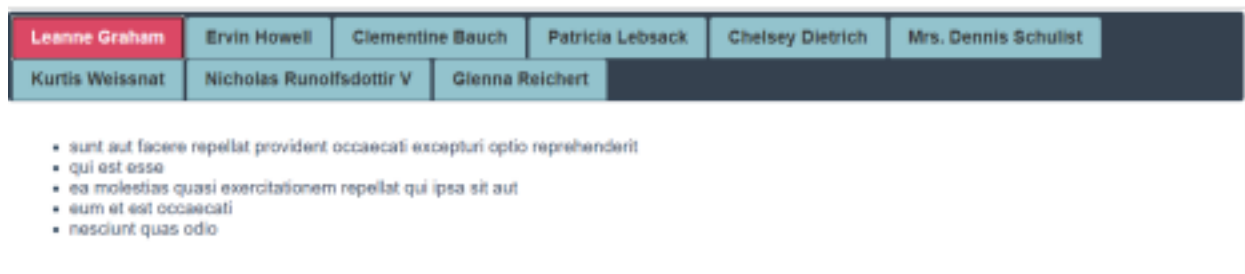 Leanne Graham Ervin Howell Clementine Bauch Patricia Lebsack Chelsey Dietrich Mrs. Dennis Schulist
Kurtis Weissnat Nicholas Runolfsdottir V Glenna Reichert
• sunt aut facere repellat provident occaecati excepturi optio reprehenderit
• qui est esse
• ea molestias quasi exercitationem repellat qui ipsa sit aut
• eum et est occaecati
• nesciunt quas odio